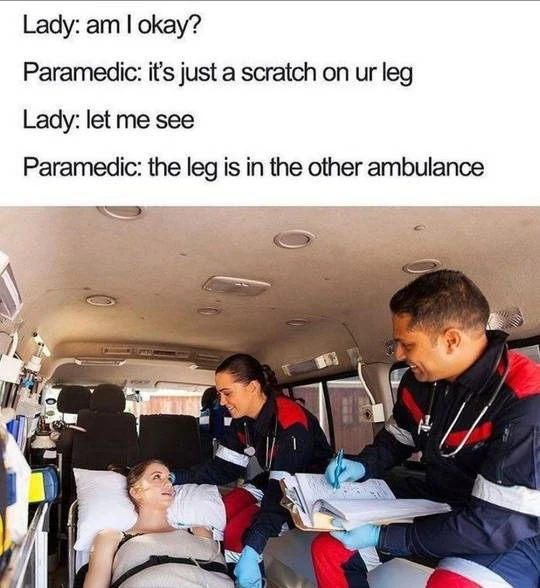 Lady: am I okay?
Paramedic: it's just a scratch on ur leg
Lady: let me see
Paramedic: the leg is in the other ambulance